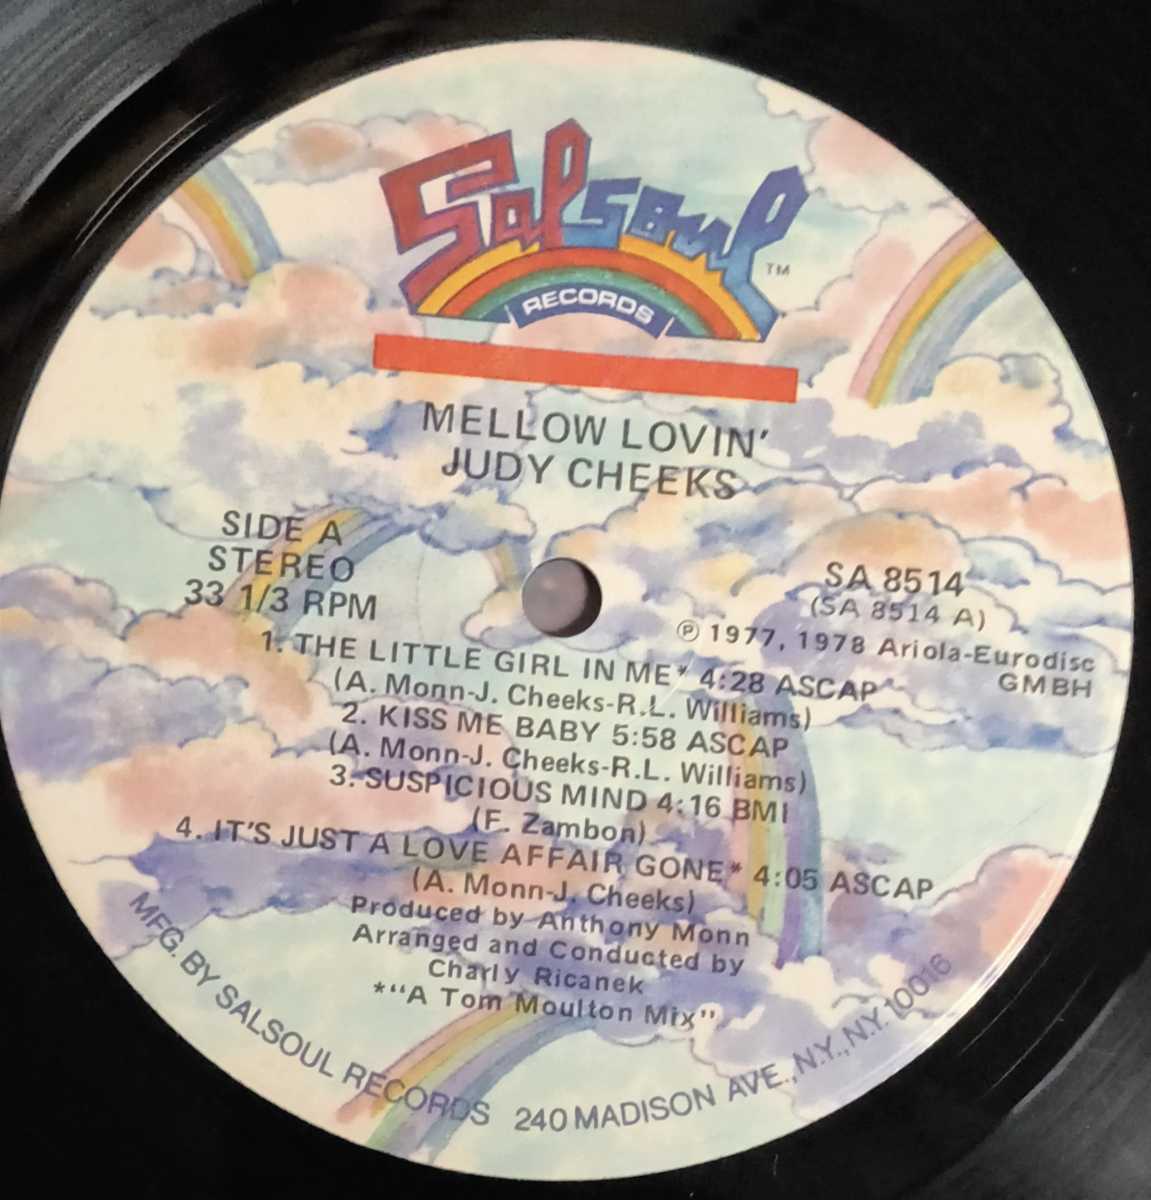 Salsoul
TM
RECORDS
MELLOW LOVIN'
JUDY CHEEKS
SIDE A
STEREO
33 1/3 RPM
SA 8514
(SA 8514 A)
℗ 1977, 1978 Ariola-Eurodisc
GMBH
1. THE LITTLE GIRL IN ME* 4:28 ASCAP
(A. Monn-J. Cheeks-R.L. Williams)
2. KISS ME BABY 5:58 ASCAP
(A. Monn-J. Cheeks-R.L. Williams)
3. SUSPICIOUS MIND 4:16 BMI
(F. Zambon)
4. IT'S JUST A LOVE AFFAIR GONE* 4:05 ASCAP
(A. Monn-J. Cheeks)
Produced by Anthony Monn
Arranged and Conducted by
Charly Ricanek
*"A Tom Moulton Mix"
MFG. BY SALSOUL RECORDS 240 MADISON AVE., N.Y., N.Y. 10016